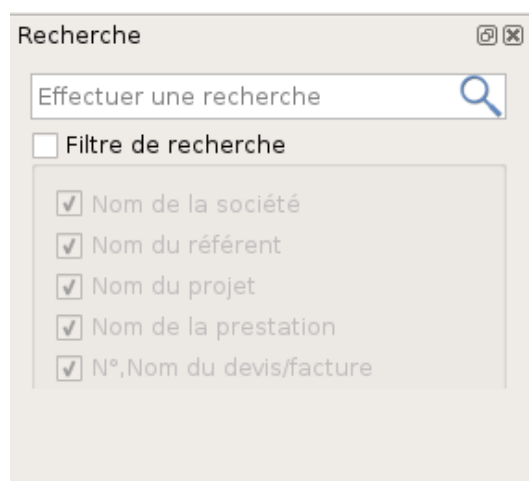 Recherche
Effectuer une recherche
Filtre de recherche
Nom de la société
Nom du référent
Nom du projet
Nom de la prestation
N°,Nom du devis/facture